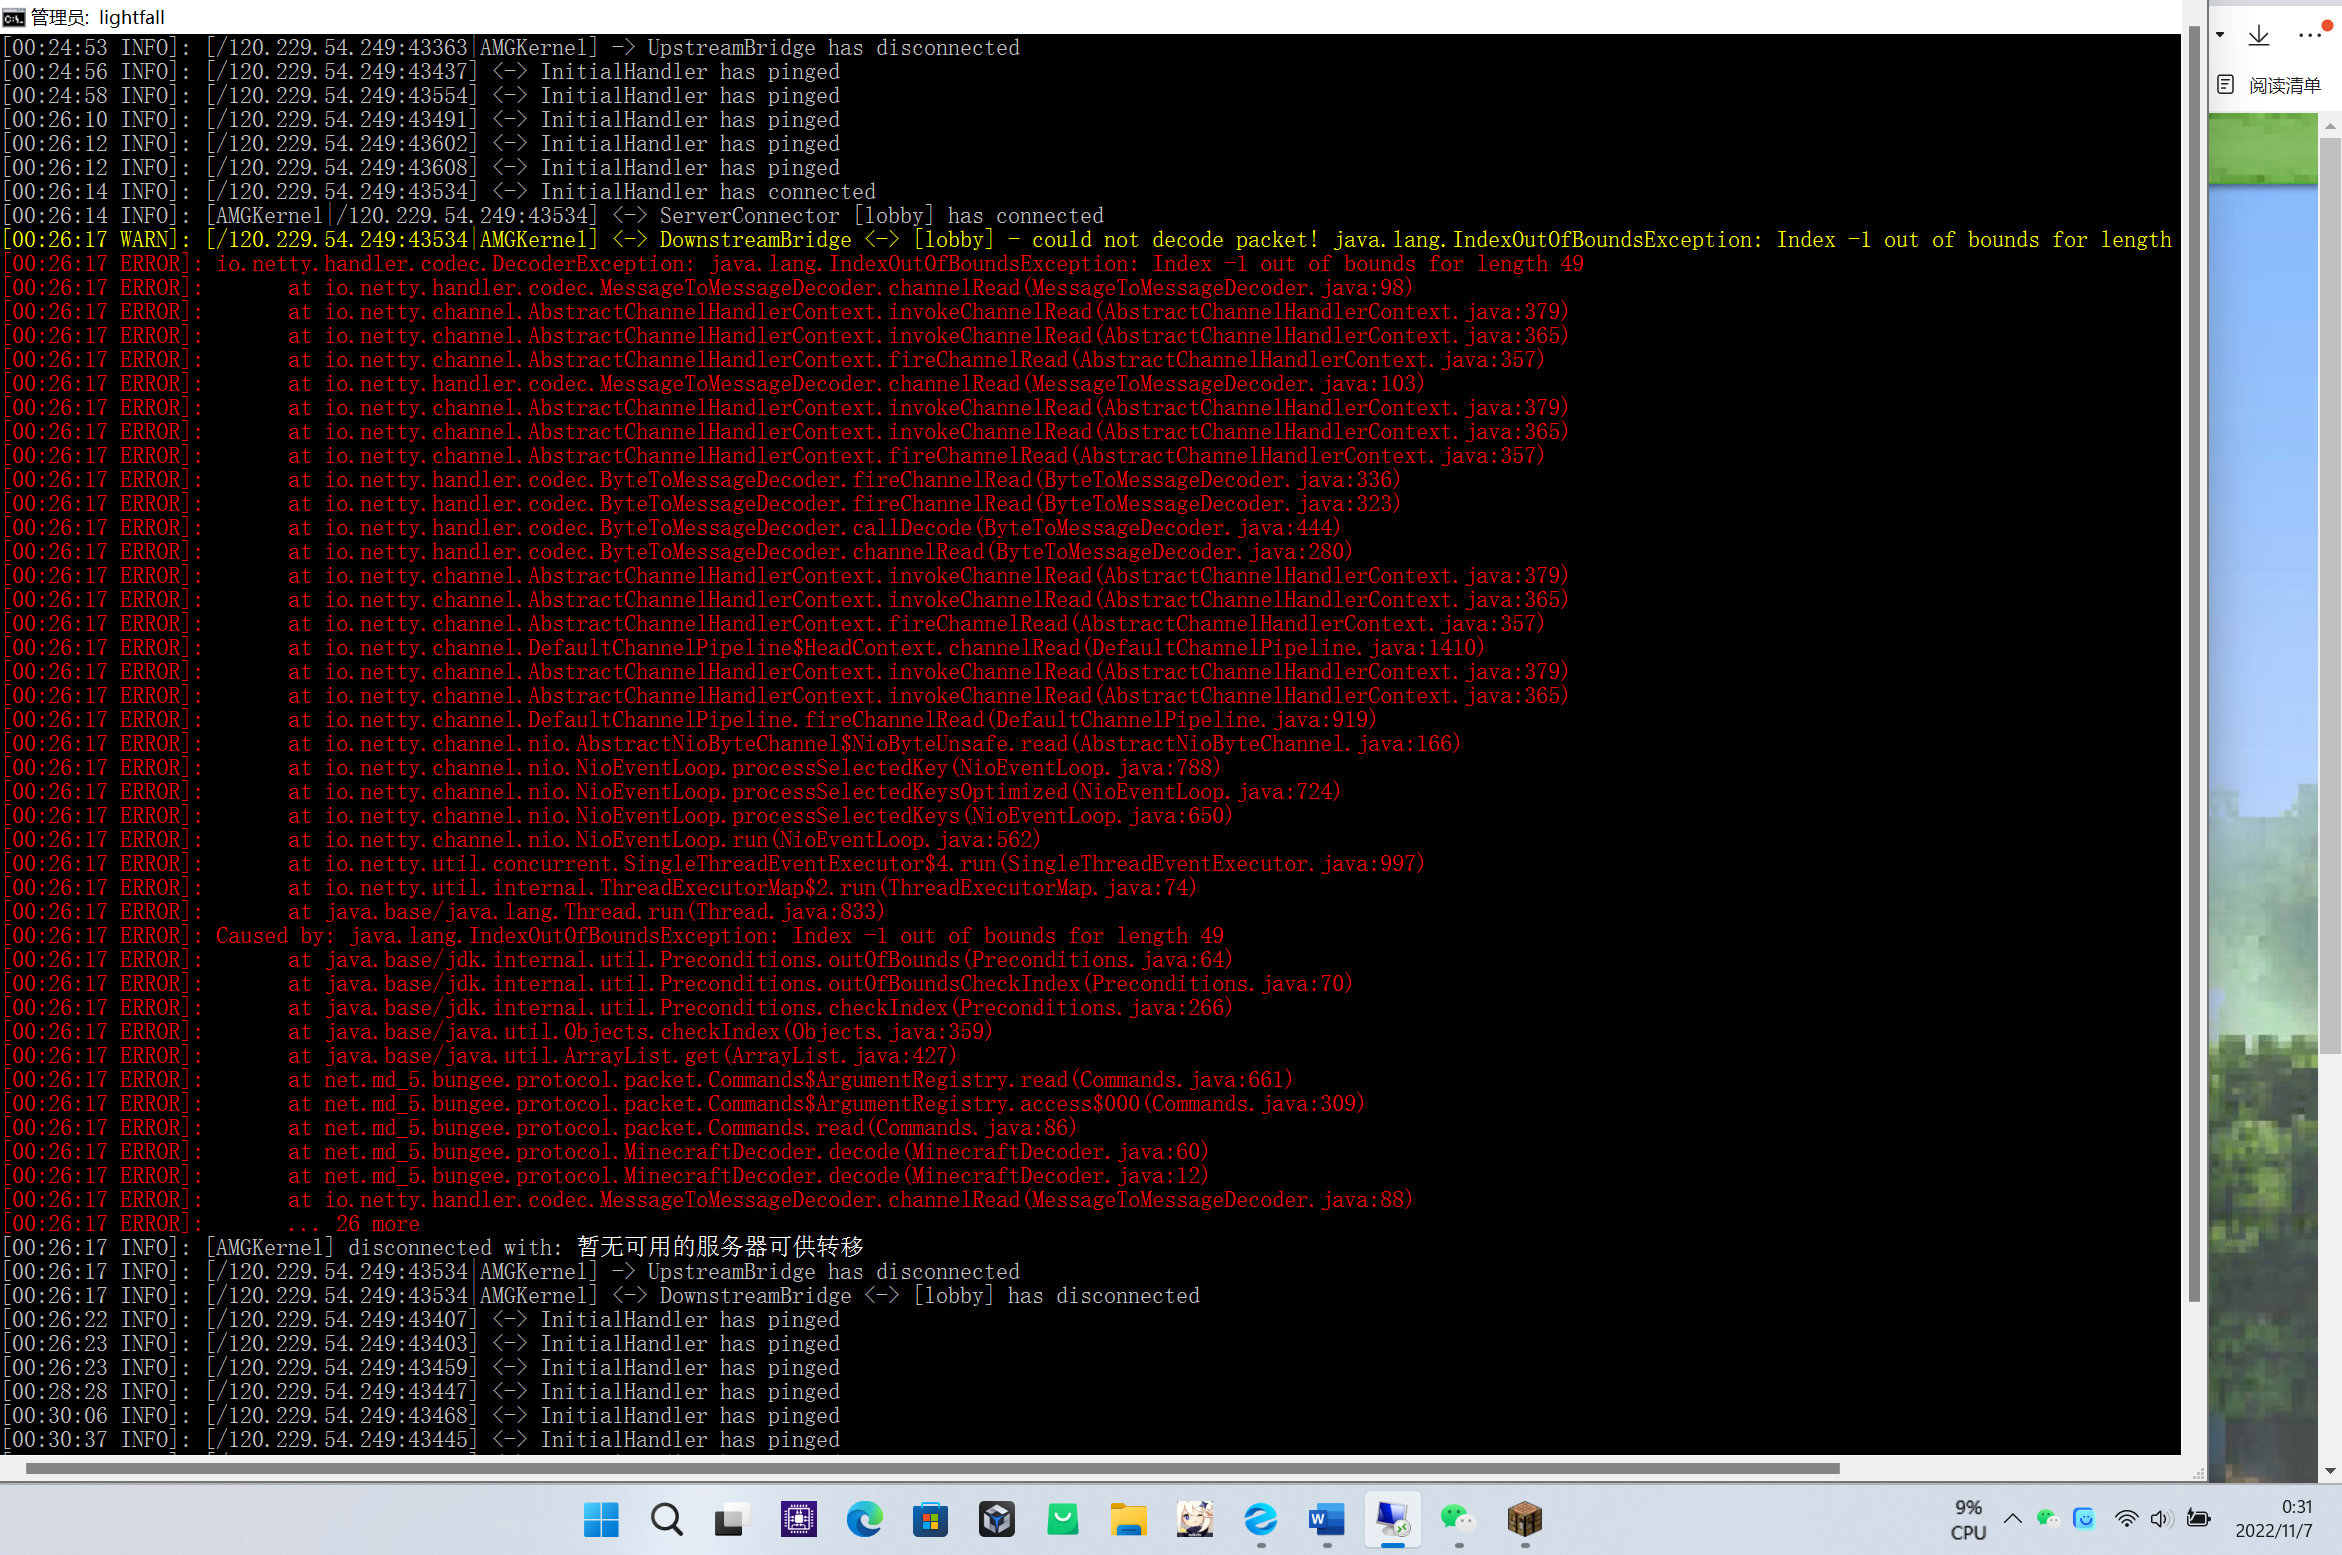 管理员: lightfall
[00:24:53 INFO]: [/120.229.54.249:43363|AMGKernel] -> UpstreamBridge has disconnected
[00:24:56 INFO]: [/120.229.54.249:43437] <-> InitialHandler has pinged
[00:24:58 INFO]: [/120.229.54.249:43554] <-> InitialHandler has pinged
[00:26:10 INFO]: [/120.229.54.249:43491] <-> InitialHandler has pinged
[00:26:12 INFO]: [/120.229.54.249:43602] <-> InitialHandler has pinged
[00:26:12 INFO]: [/120.229.54.249:43608] <-> InitialHandler has pinged
[00:26:14 INFO]: [/120.229.54.249:43534] <-> InitialHandler has connected
[00:26:14 INFO]: [AMGKernel|/120.229.54.249:43534] <-> ServerConnector [lobby] has connected
[00:26:17 WARN]: [/120.229.54.249:43534|AMGKernel] <-> DownstreamBridge <-> [lobby] - could not decode packet! java.lang.IndexOutOfBoundsException: Index -1 out of bounds for length
[00:26:17 ERROR]: io.netty.handler.codec.DecoderException: java.lang.IndexOutOfBoundsException: Index -1 out of bounds for length 49
[00:26:17 ERROR]: at io.netty.handler.codec.MessageToMessageDecoder.channelRead(MessageToMessageDecoder.java:98)
[00:26:17 ERROR]: at io.netty.channel.AbstractChannelHandlerContext.invokeChannelRead(AbstractChannelHandlerContext.java:379)
[00:26:17 ERROR]: at io.netty.channel.AbstractChannelHandlerContext.invokeChannelRead(AbstractChannelHandlerContext.java:365)
[00:26:17 ERROR]: at io.netty.channel.AbstractChannelHandlerContext.fireChannelRead(AbstractChannelHandlerContext.java:357)
[00:26:17 ERROR]: at io.netty.handler.codec.MessageToMessageDecoder.channelRead(MessageToMessageDecoder.java:103)
[00:26:17 ERROR]: at io.netty.channel.AbstractChannelHandlerContext.invokeChannelRead(AbstractChannelHandlerContext.java:379)
[00:26:17 ERROR]: at io.netty.channel.AbstractChannelHandlerContext.invokeChannelRead(AbstractChannelHandlerContext.java:365)
[00:26:17 ERROR]: at io.netty.channel.AbstractChannelHandlerContext.fireChannelRead(AbstractChannelHandlerContext.java:357)
[00:26:17 ERROR]: at io.netty.handler.codec.ByteToMessageDecoder.fireChannelRead(ByteToMessageDecoder.java:336)
[00:26:17 ERROR]: at io.netty.handler.codec.ByteToMessageDecoder.fireChannelRead(ByteToMessageDecoder.java:323)
[00:26:17 ERROR]: at io.netty.handler.codec.ByteToMessageDecoder.callDecode(ByteToMessageDecoder.java:444)
[00:26:17 ERROR]: at io.netty.handler.codec.ByteToMessageDecoder.channelRead(ByteToMessageDecoder.java:280)
[00:26:17 ERROR]: at io.netty.channel.AbstractChannelHandlerContext.invokeChannelRead(AbstractChannelHandlerContext.java:379)
[00:26:17 ERROR]: at io.netty.channel.AbstractChannelHandlerContext.invokeChannelRead(AbstractChannelHandlerContext.java:365)
[00:26:17 ERROR]: at io.netty.channel.AbstractChannelHandlerContext.fireChannelRead(AbstractChannelHandlerContext.java:357)
[00:26:17 ERROR]: at io.netty.channel.DefaultChannelPipeline$HeadContext.channelRead(DefaultChannelPipeline.java:1410)
[00:26:17 ERROR]: at io.netty.channel.AbstractChannelHandlerContext.invokeChannelRead(AbstractChannelHandlerContext.java:379)
[00:26:17 ERROR]: at io.netty.channel.AbstractChannelHandlerContext.invokeChannelRead(AbstractChannelHandlerContext.java:365)
[00:26:17 ERROR]: at io.netty.channel.DefaultChannelPipeline.fireChannelRead(DefaultChannelPipeline.java:919)
[00:26:17 ERROR]: at io.netty.channel.nio.AbstractNioByteChannel$NioByteUnsafe.read(AbstractNioByteChannel.java:166)
[00:26:17 ERROR]: at io.netty.channel.nio.NioEventLoop.processSelectedKey(NioEventLoop.java:788)
[00:26:17 ERROR]: at io.netty.channel.nio.NioEventLoop.processSelectedKeysOptimized(NioEventLoop.java:724)
[00:26:17 ERROR]: at io.netty.channel.nio.NioEventLoop.processSelectedKeys(NioEventLoop.java:650)
[00:26:17 ERROR]: at io.netty.channel.nio.NioEventLoop.run(NioEventLoop.java:562)
[00:26:17 ERROR]: at io.netty.util.concurrent.SingleThreadEventExecutor$4.run(SingleThreadEventExecutor.java:997)
[00:26:17 ERROR]: at io.netty.util.internal.ThreadExecutorMap$2.run(ThreadExecutorMap.java:74)
[00:26:17 ERROR]: at java.base/java.lang.Thread.run(Thread.java:833)
[00:26:17 ERROR]: Caused by: java.lang.IndexOutOfBoundsException: Index -1 out of bounds for length 49
[00:26:17 ERROR]: at java.base/jdk.internal.util.Preconditions.outOfBounds(Preconditions.java:64)
[00:26:17 ERROR]: at java.base/jdk.internal.util.Preconditions.outOfBoundsCheckIndex(Preconditions.java:70)
[00:26:17 ERROR]: at java.base/jdk.internal.util.Preconditions.checkIndex(Preconditions.java:266)
[00:26:17 ERROR]: at java.base/java.util.Objects.checkIndex(Objects.java:359)
[00:26:17 ERROR]: at java.base/java.util.ArrayList.get(ArrayList.java:427)
[00:26:17 ERROR]: at net.md_5.bungee.protocol.packet.Commands$ArgumentRegistry.read(Commands.java:661)
[00:26:17 ERROR]: at net.md_5.bungee.protocol.packet.Commands$ArgumentRegistry.access$000(Commands.java:309)
[00:26:17 ERROR]: at net.md_5.bungee.protocol.packet.Commands.read(Commands.java:86)
[00:26:17 ERROR]: at net.md_5.bungee.protocol.MinecraftDecoder.decode(MinecraftDecoder.java:60)
[00:26:17 ERROR]: at net.md_5.bungee.protocol.MinecraftDecoder.decode(MinecraftDecoder.java:12)
[00:26:17 ERROR]: at io.netty.handler.codec.MessageToMessageDecoder.channelRead(MessageToMessageDecoder.java:88)
[00:26:17 ERROR]: ... 26 more
[00:26:17 INFO]: [AMGKernel] disconnected with: 暂无可用的服务器可供转移
[00:26:17 INFO]: [/120.229.54.249:43534|AMGKernel] -> UpstreamBridge has disconnected
[00:26:17 INFO]: [/120.229.54.249:43534|AMGKernel] <-> DownstreamBridge <-> [lobby] has disconnected
[00:26:22 INFO]: [/120.229.54.249:43407] <-> InitialHandler has pinged
[00:26:23 INFO]: [/120.229.54.249:43403] <-> InitialHandler has pinged
[00:26:23 INFO]: [/120.229.54.249:43459] <-> InitialHandler has pinged
[00:28:28 INFO]: [/120.229.54.249:43447] <-> InitialHandler has pinged
[00:30:06 INFO]: [/120.229.54.249:43468] <-> InitialHandler has pinged
[00:30:37 INFO]: [/120.229.54.249:43445] <-> InitialHandler has pinged
阅读清单
9%
CPU
0:31
2022/11/7